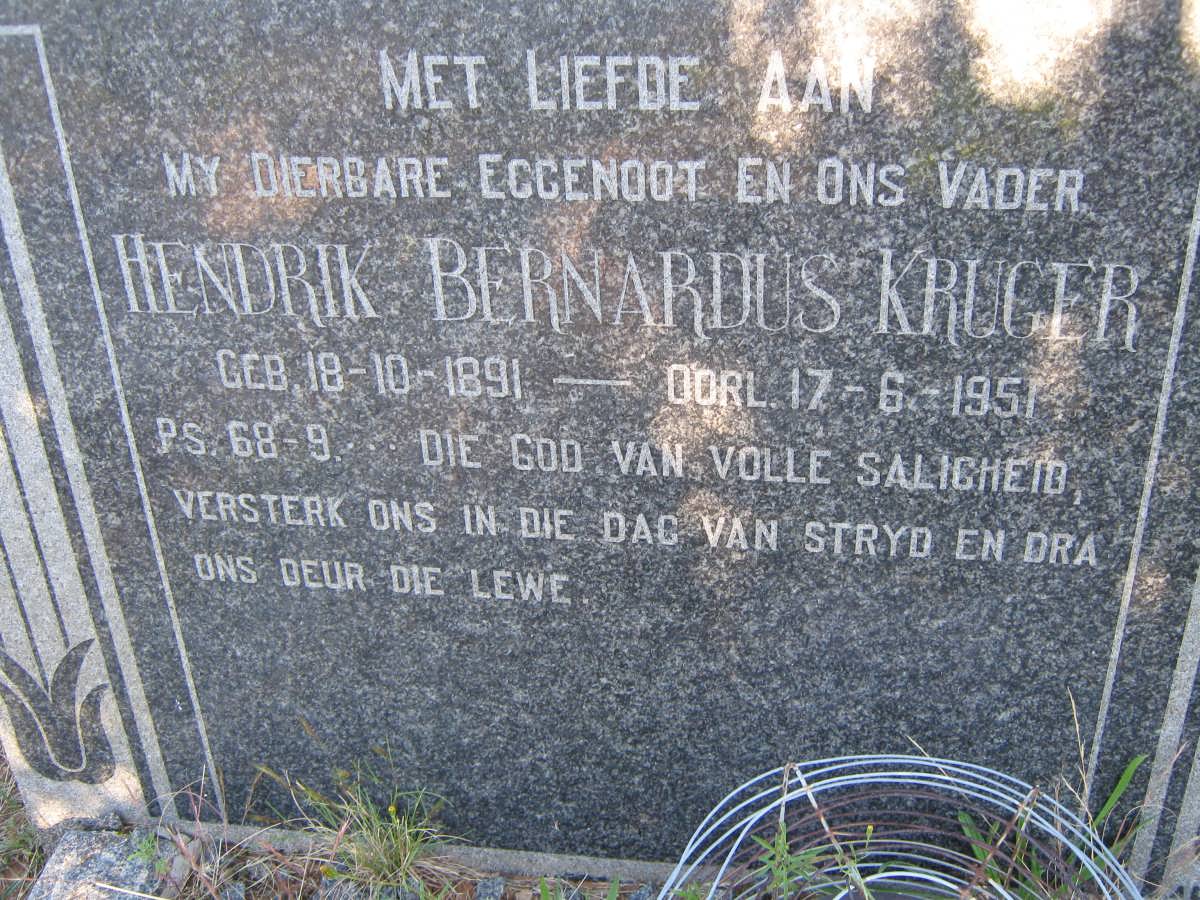 MET LIEFDE AAN
MY DIERBARE EGGENOOT EN ONS VADER
HENDRIK BERNARDUS KRUGER
GEB. 18-10-1891 — OORL. 17-6-1951
PS. 68-9. ... DIE GOD VAN VOLLE SALIGHEID,
VERSTERK ONS IN DIE DAG VAN STRYD EN DRA
ONS DEUR DIE LEWE.